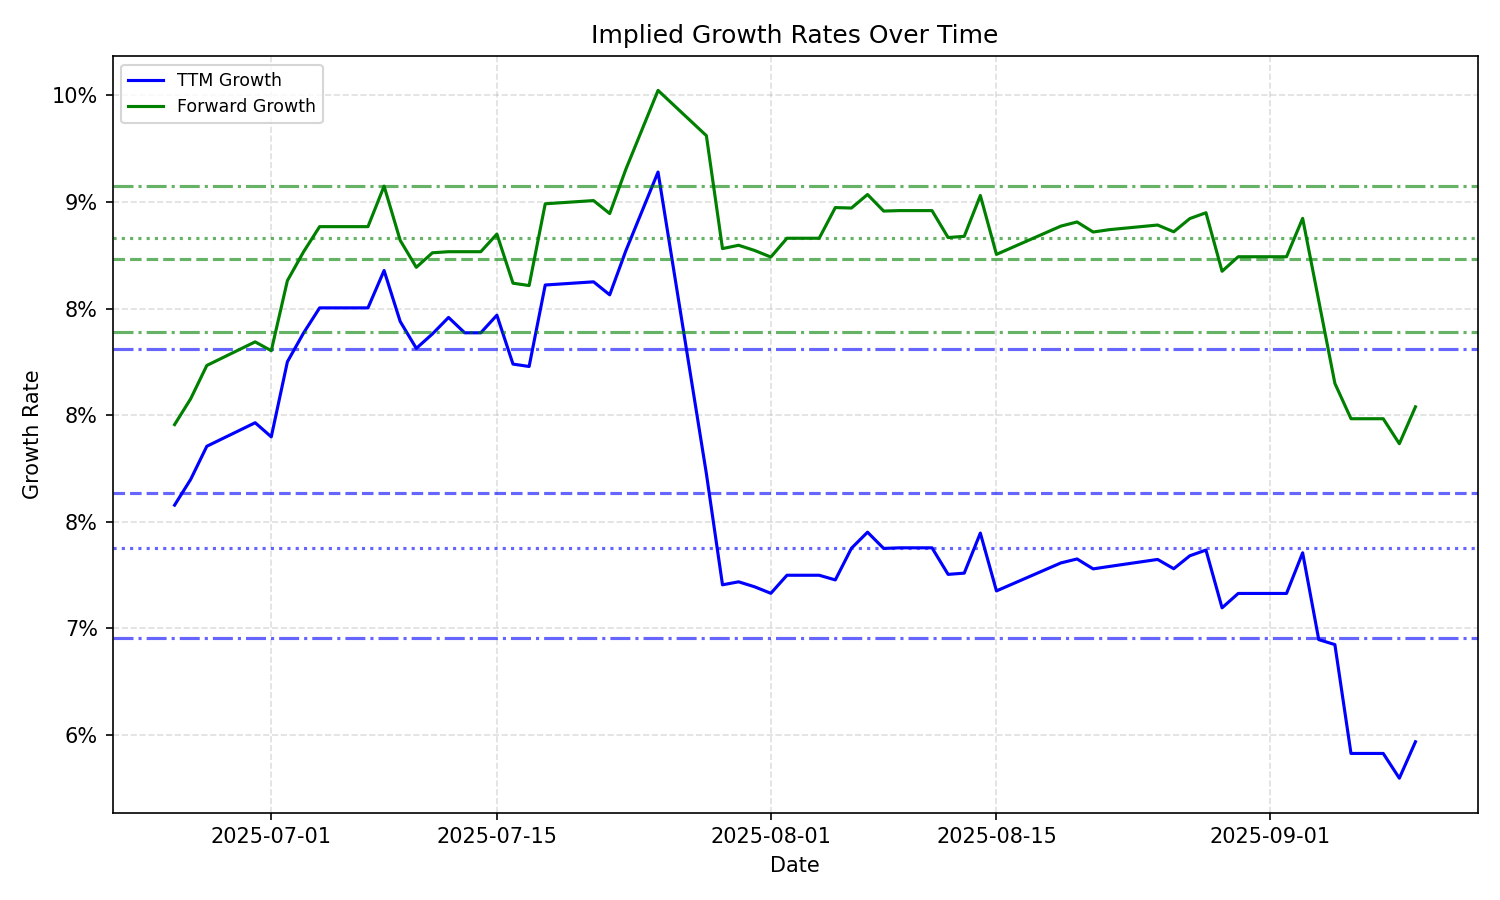 Implied Growth Rates Over Time
TTM Growth
Forward Growth
10%
9%
8%
8%
8%
7%
6%
Growth Rate
2025-07-01
2025-07-15
2025-08-01
2025-08-15
2025-09-01
Date